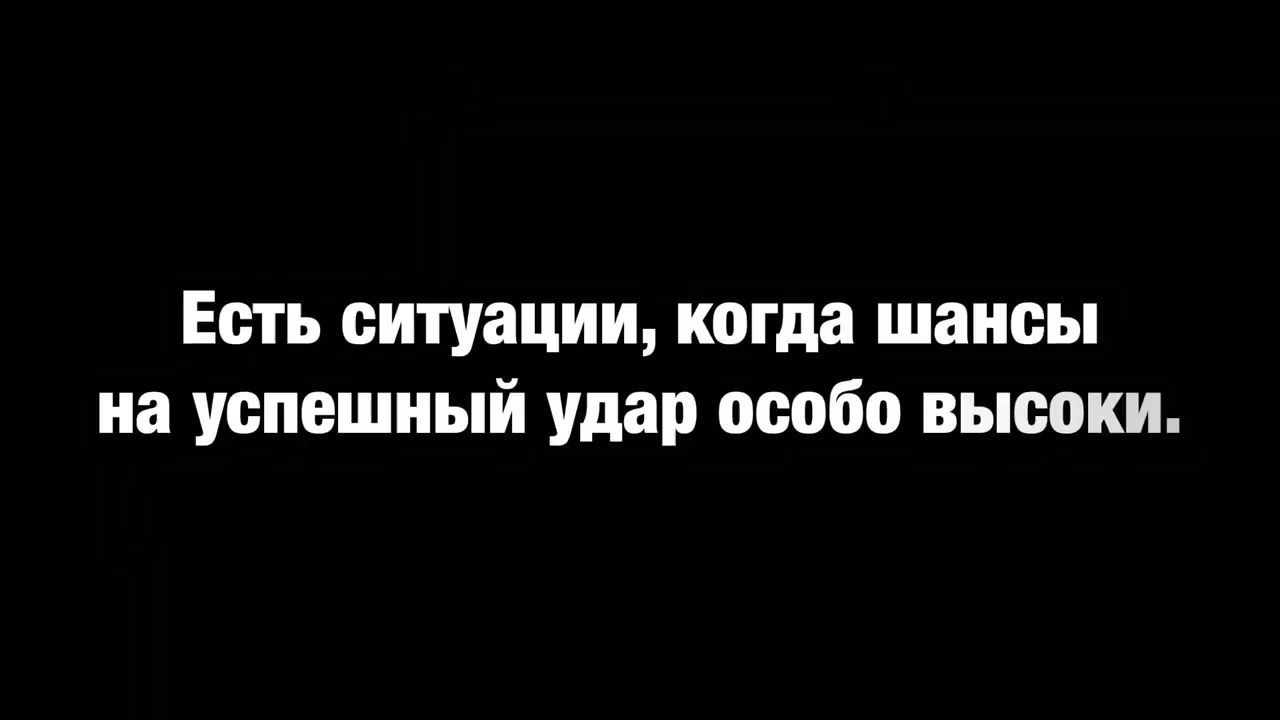 Есть ситуации, когда шансы
на успешный удар особо высоки.